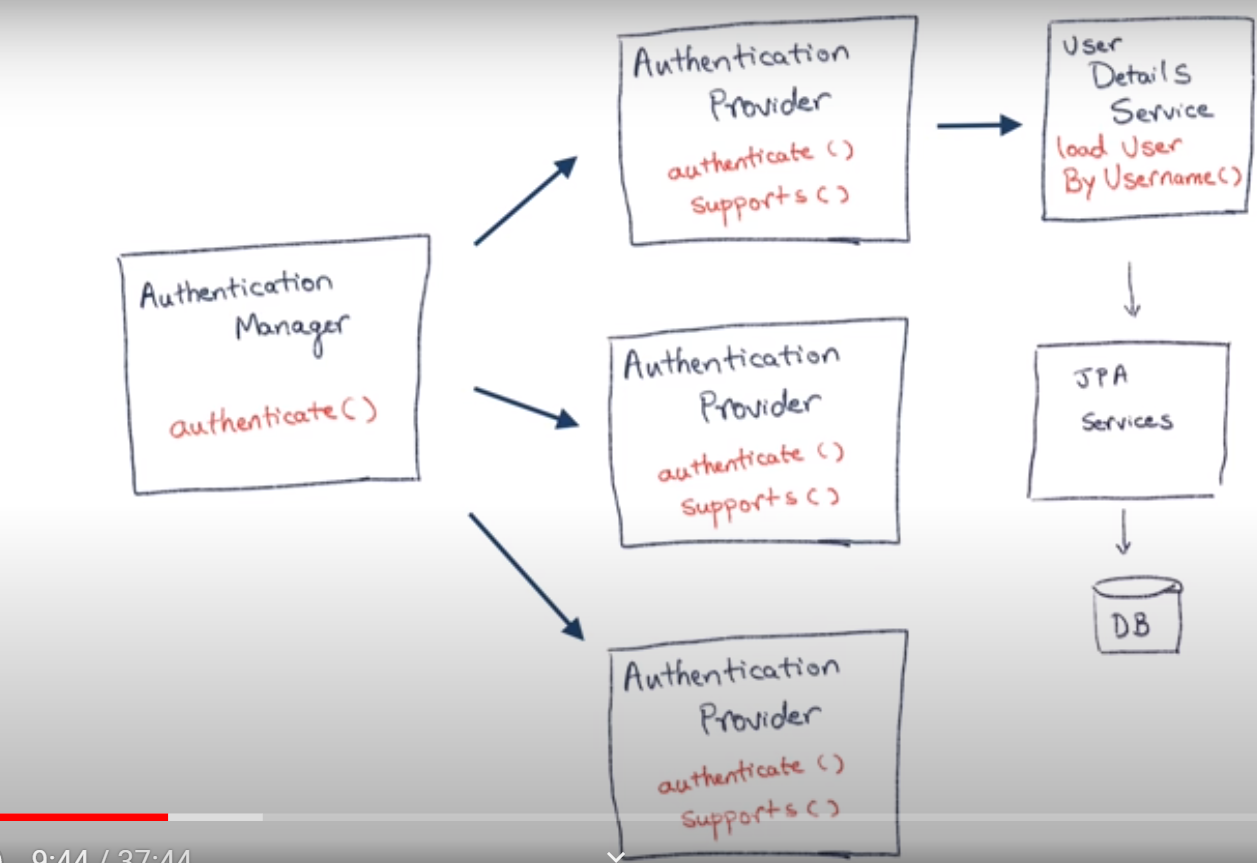 Authentication
Manager
authenticate()
Authentication
Provider
authenticate ()
supports ()
User
Details
Service
load User
By Username()
Authentication
Provider
authenticate ()
supports ()
JPA
Services
DB
Authentication
Provider
authenticate ()
supports ()
9:44 / 37:44